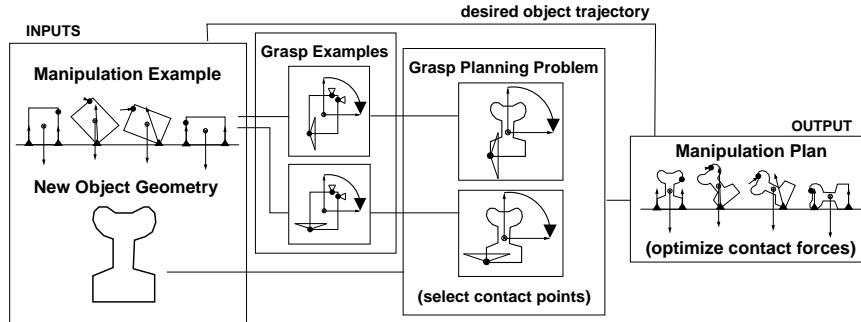 desired object trajectory
INPUTS
Manipulation Example
New Object Geometry
Grasp Examples
Grasp Planning Problem
(select contact points)
OUTPUT
Manipulation Plan
(optimize contact forces)